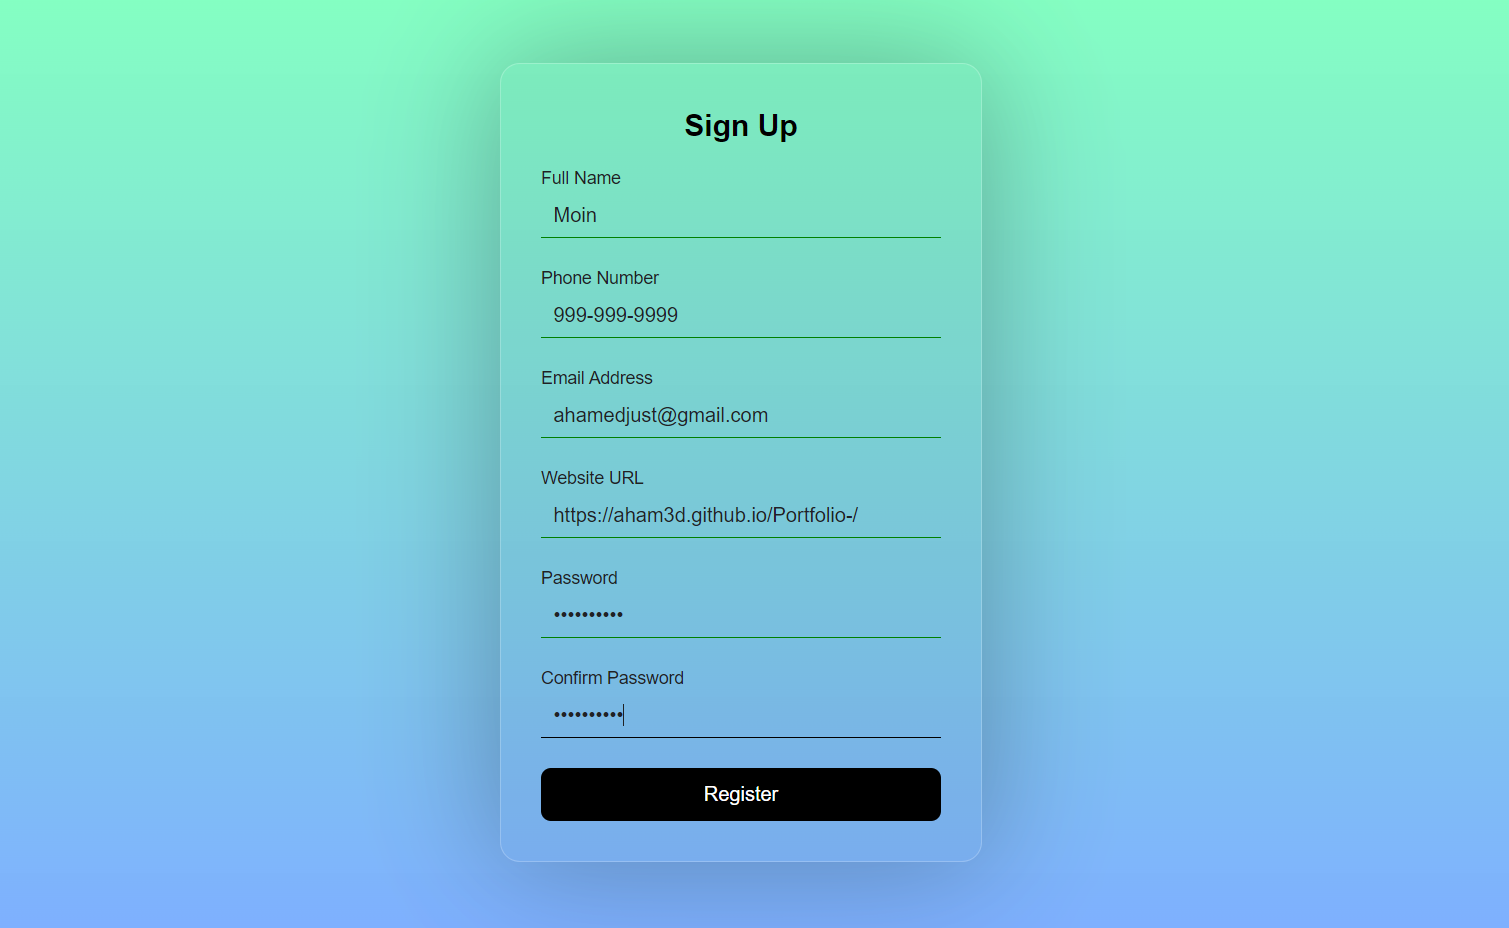 Sign Up
Full Name
Moin
Phone Number
999-999-9999
Email Address
ahamedjust@gmail.com
Website URL
https://aham3d.github.io/Portfolio-/
Password
••••••••••
Confirm Password
••••••••••
Register